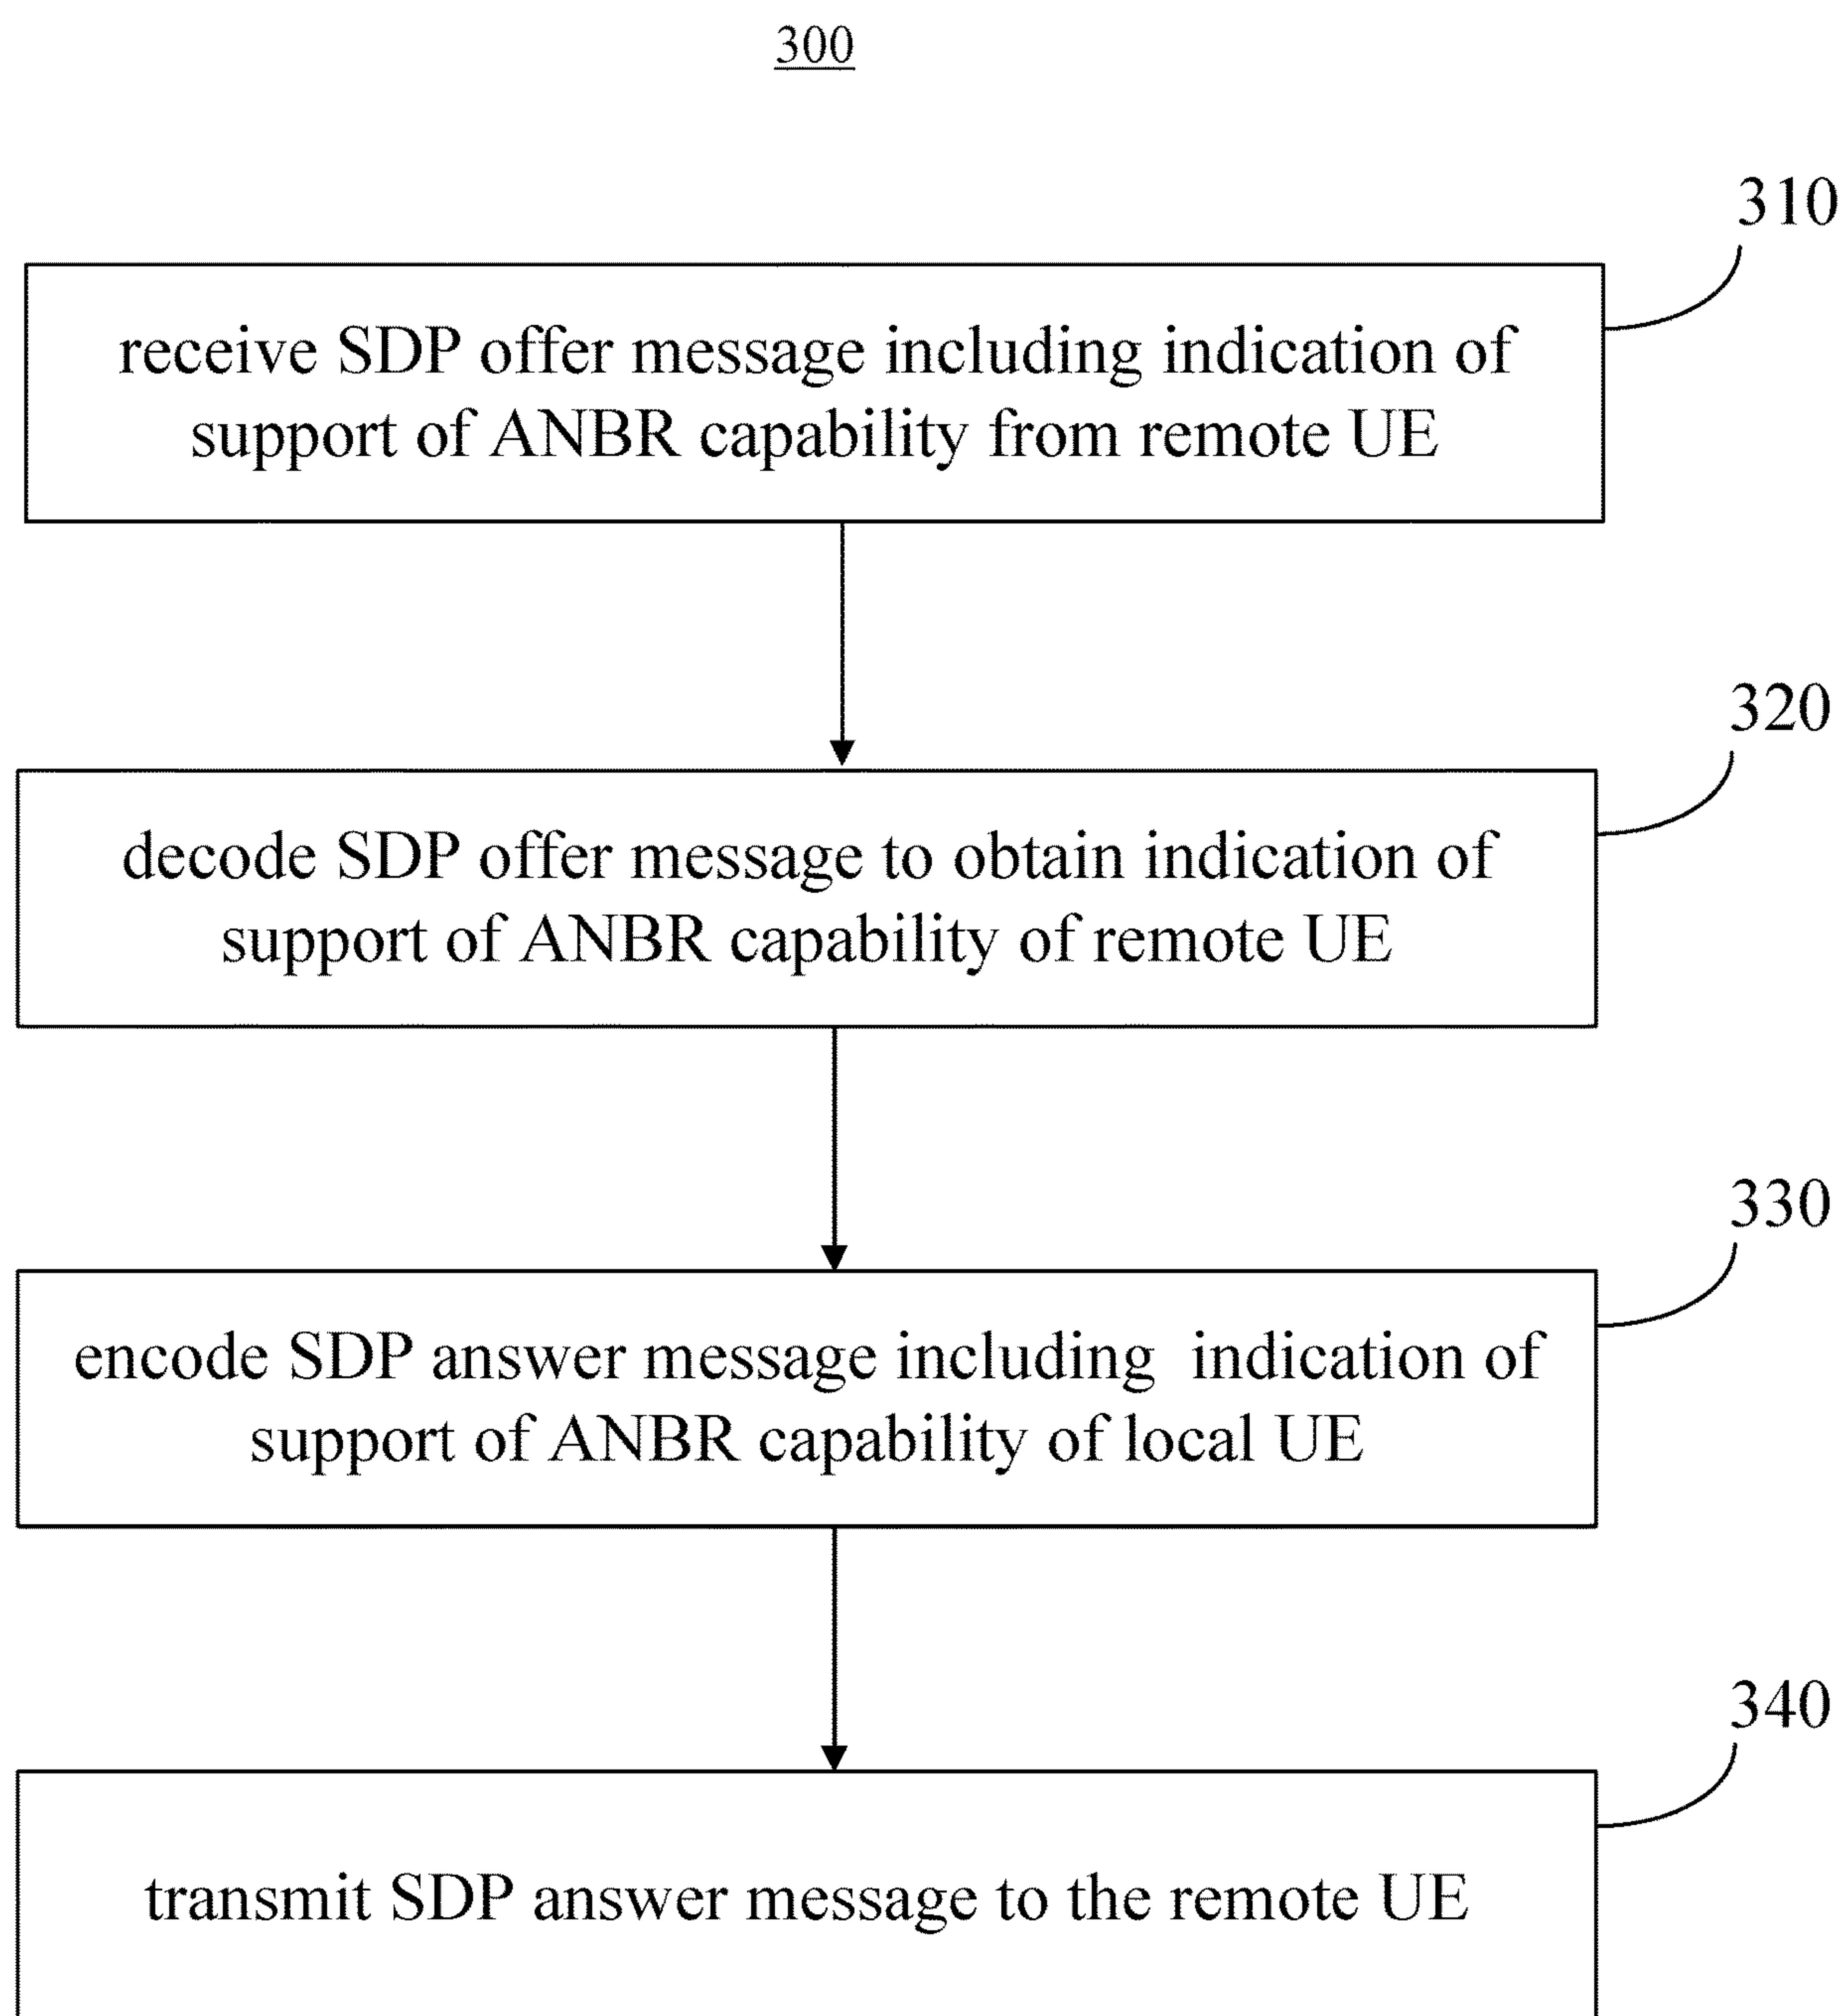 300
310
receive SDP offer message including indication of
support of ANBR capability from remote UE
320
decode SDP offer message to obtain indication of
support of ANBR capability of remote UE
330
encode SDP answer message including indication of
support of ANBR capability of local UE
340
transmit SDP answer message to the remote UE